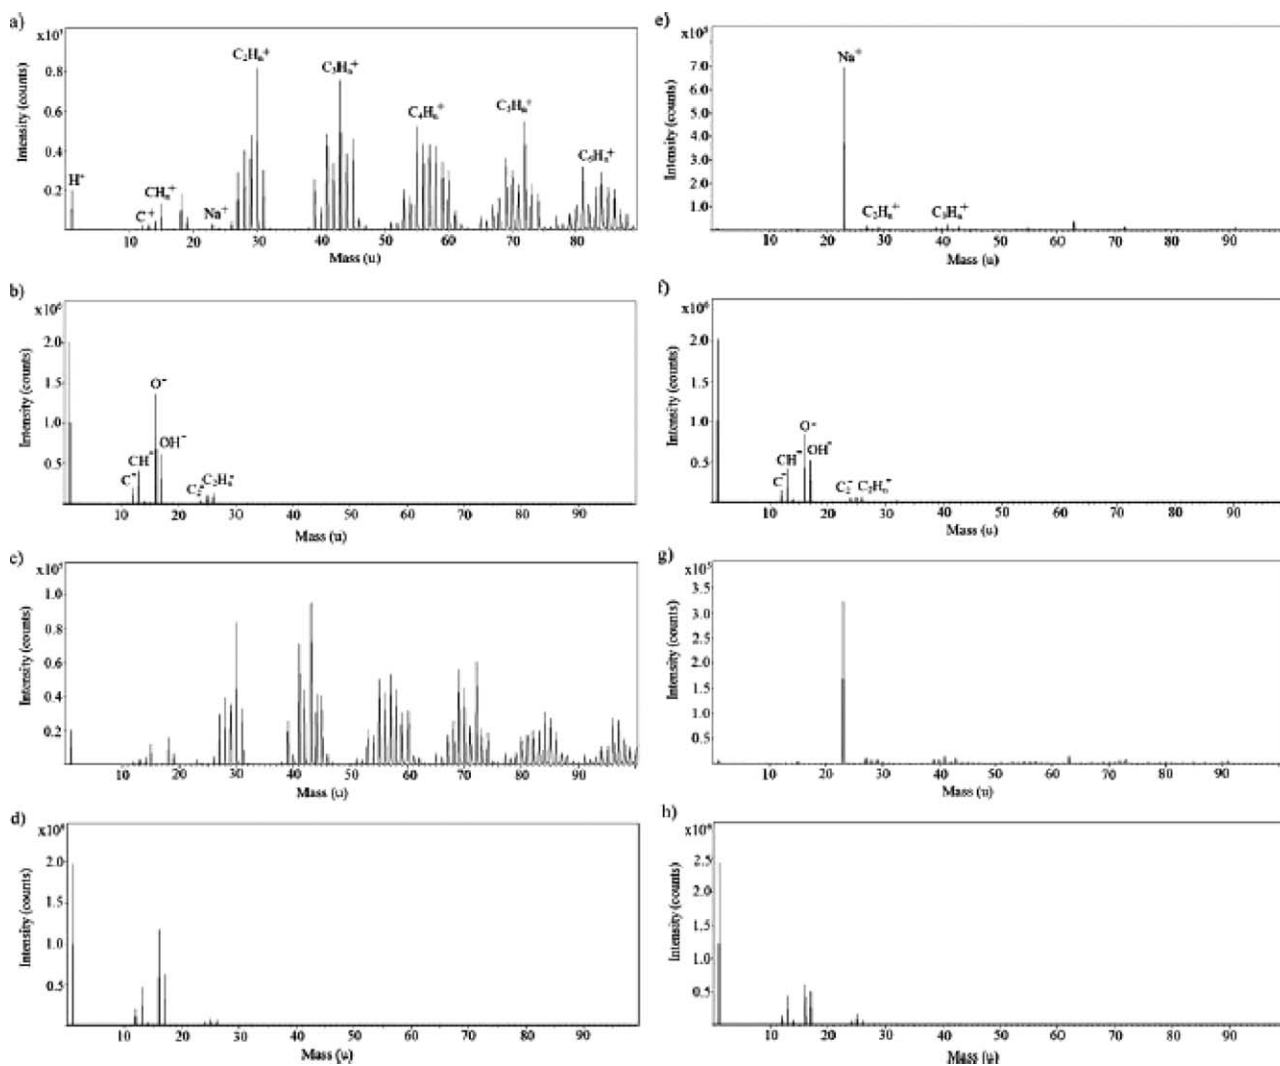 a)
x10⁵
Intensity (counts)
0.8
0.6
0.4
0.2
H⁺
C⁺
CHₙ⁺
Na⁺
C₂Hₙ⁺
C₃Hₙ⁺
C₄Hₙ⁺
C₅Hₙ⁺
10 20 30 40 50 60 70 80
Mass (u)
b)
x10⁶
Intensity (counts)
2.0
1.5
1.0
0.5
C⁻
CH⁻
O⁻
OH⁻
C₂⁻
C₂Hₙ⁻
10 20 30 40 50 60 70 80 90
Mass (u)
c)
x10⁵
Intensity (counts)
1.0
0.8
0.6
0.4
0.2
10 20 30 40 50 60 70 80 90
Mass (u)
d)
x10⁶
Intensity (counts)
2.0
1.5
1.0
0.5
10 20 30 40 50 60 70 80 90
Mass (u)
e)
x10⁵
Intensity (counts)
7.0
6.0
5.0
4.0
3.0
2.0
1.0
Na⁺
C₂Hₙ⁺
C₃Hₙ⁺
10 20 30 40 50 60 70 80 90
Mass (u)
f)
x10⁶
Intensity (counts)
2.0
1.5
1.0
0.5
C⁻
CH⁻
O⁻
OH⁻
C₂⁻
C₂Hₙ⁻
10 20 30 40 50 60 70 80 90
Mass (u)
g)
x10⁵
Intensity (counts)
3.5
3.0
2.5
2.0
1.5
1.0
0.5
10 20 30 40 50 60 70 80 90
Mass (u)
h)
x10⁶
Intensity (counts)
2.5
2.0
1.5
1.0
0.5
10 20 30 40 50 60 70 80 90
Mass (u)